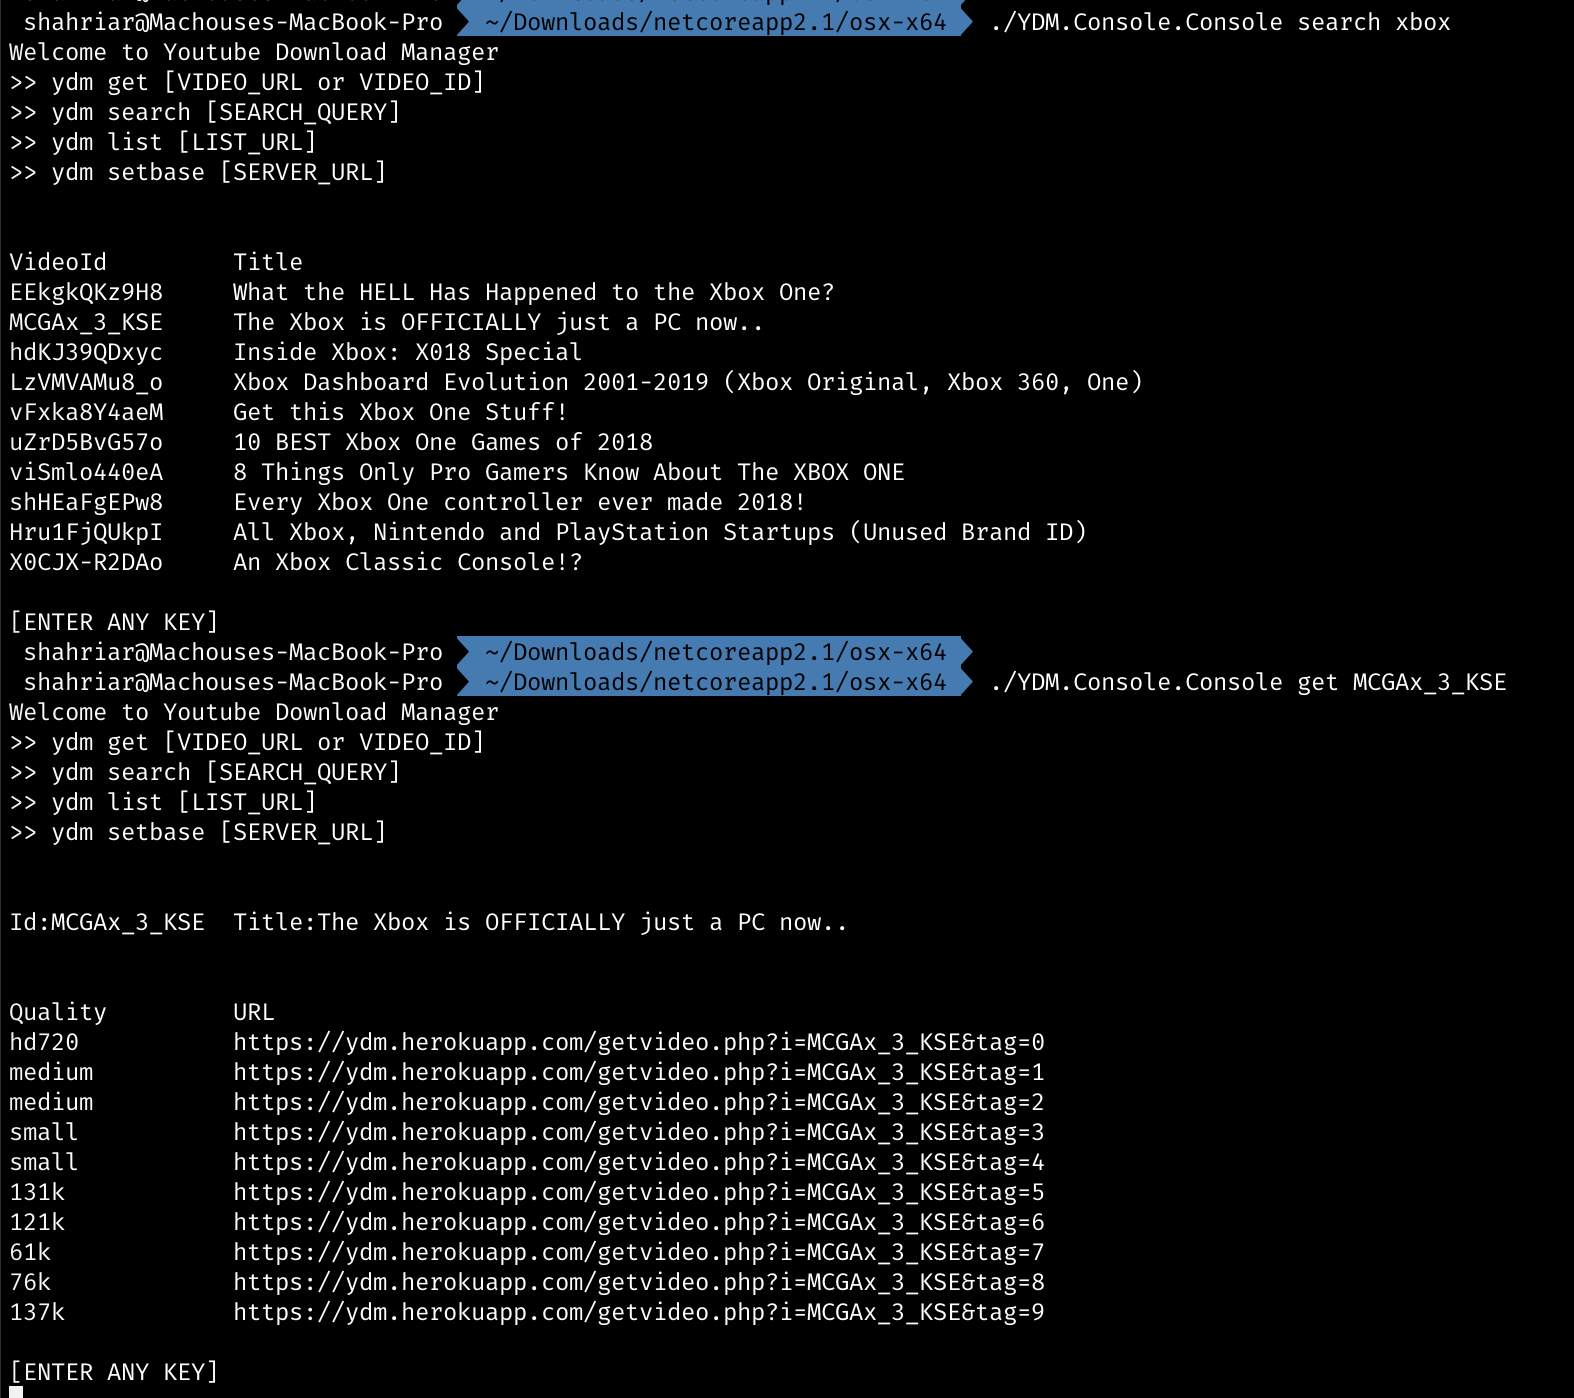 shahriar@Machouses-MacBook-Pro ~/Downloads/netcoreapp2.1/osx-x64 ./YDM.Console.Console search xbox
Welcome to Youtube Download Manager
>> ydm get [VIDEO_URL or VIDEO_ID]
>> ydm search [SEARCH_QUERY]
>> ydm list [LIST_URL]
>> ydm setbase [SERVER_URL]
VideoId Title
EEkgkQKz9H8 What the HELL Has Happened to the Xbox One?
MCGAx_3_KSE The Xbox is OFFICIALLY just a PC now..
hdKJ39QDxyc Inside Xbox: X018 Special
LzVMVAMu8_o Xbox Dashboard Evolution 2001-2019 (Xbox Original, Xbox 360, One)
vFxka8Y4aeM Get this Xbox One Stuff!
uZrD5BvG57o 10 BEST Xbox One Games of 2018
viSmlo440eA 8 Things Only Pro Gamers Know About The XBOX ONE
shHEaFgEPw8 Every Xbox One controller ever made 2018!
Hru1FjQUkpI All Xbox, Nintendo and PlayStation Startups (Unused Brand ID)
X0CJX-R2DAo An Xbox Classic Console!?
[ENTER ANY KEY]
shahriar@Machouses-MacBook-Pro ~/Downloads/netcoreapp2.1/osx-x64
shahriar@Machouses-MacBook-Pro ~/Downloads/netcoreapp2.1/osx-x64 ./YDM.Console.Console get MCGAx_3_KSE
Welcome to Youtube Download Manager
>> ydm get [VIDEO_URL or VIDEO_ID]
>> ydm search [SEARCH_QUERY]
>> ydm list [LIST_URL]
>> ydm setbase [SERVER_URL]
Id:MCGAx_3_KSE Title:The Xbox is OFFICIALLY just a PC now..
Quality URL
hd720 https://ydm.herokuapp.com/getvideo.php?i=MCGAx_3_KSE&tag=0
medium https://ydm.herokuapp.com/getvideo.php?i=MCGAx_3_KSE&tag=1
medium https://ydm.herokuapp.com/getvideo.php?i=MCGAx_3_KSE&tag=2
small https://ydm.herokuapp.com/getvideo.php?i=MCGAx_3_KSE&tag=3
small https://ydm.herokuapp.com/getvideo.php?i=MCGAx_3_KSE&tag=4
131k https://ydm.herokuapp.com/getvideo.php?i=MCGAx_3_KSE&tag=5
121k https://ydm.herokuapp.com/getvideo.php?i=MCGAx_3_KSE&tag=6
61k https://ydm.herokuapp.com/getvideo.php?i=MCGAx_3_KSE&tag=7
76k https://ydm.herokuapp.com/getvideo.php?i=MCGAx_3_KSE&tag=8
137k https://ydm.herokuapp.com/getvideo.php?i=MCGAx_3_KSE&tag=9
[ENTER ANY KEY]